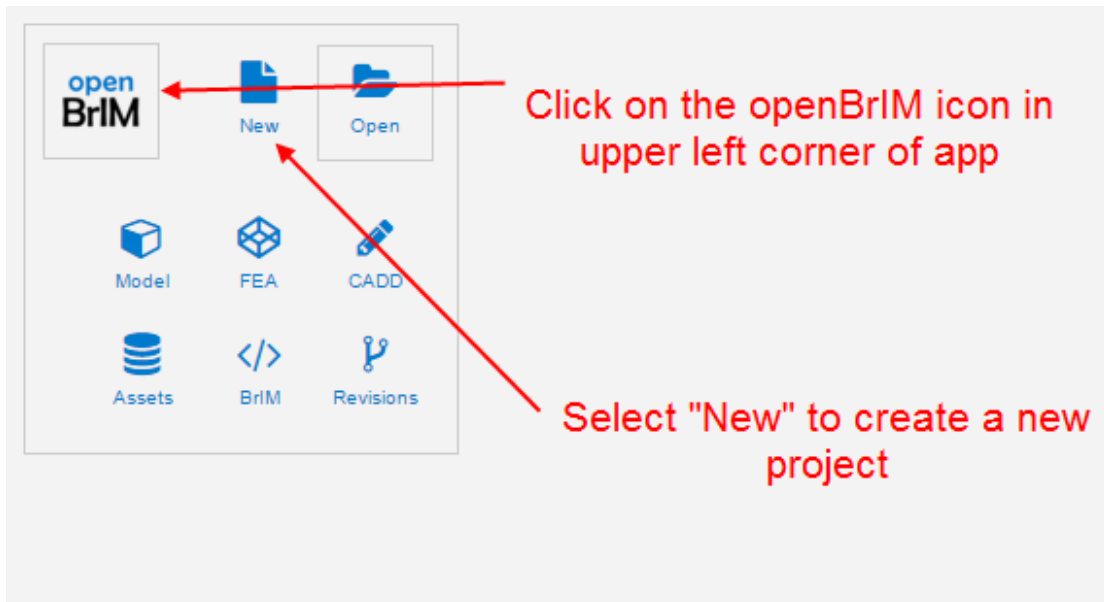 open
BrIM
New
Open
Click on the openBrIM icon in
upper left corner of app
Model
FEA
CADD
Assets
BrIM
Revisions
Select "New" to create a new
project